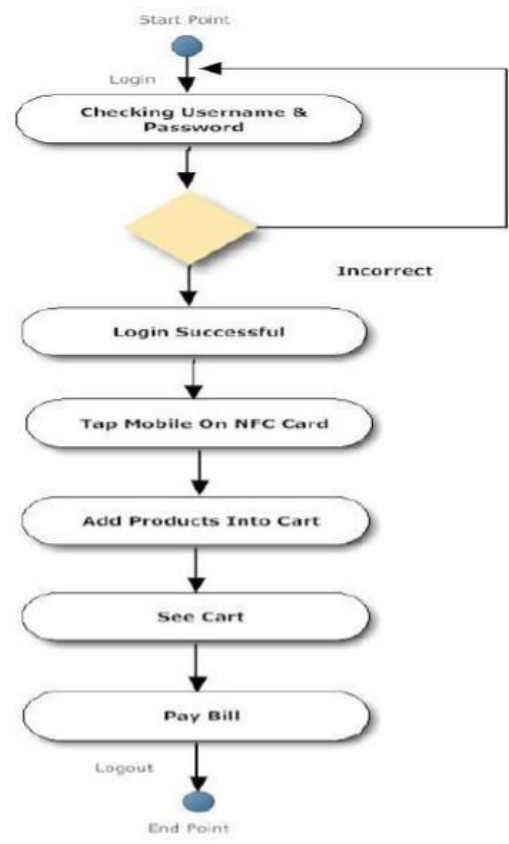 Start Point
Login
Checking Username &
Password
Incorrect
Login Successful
Tap Mobile On NFC Card
Add Products Into Cart
See Cart
Pay Bill
Logout
End Point